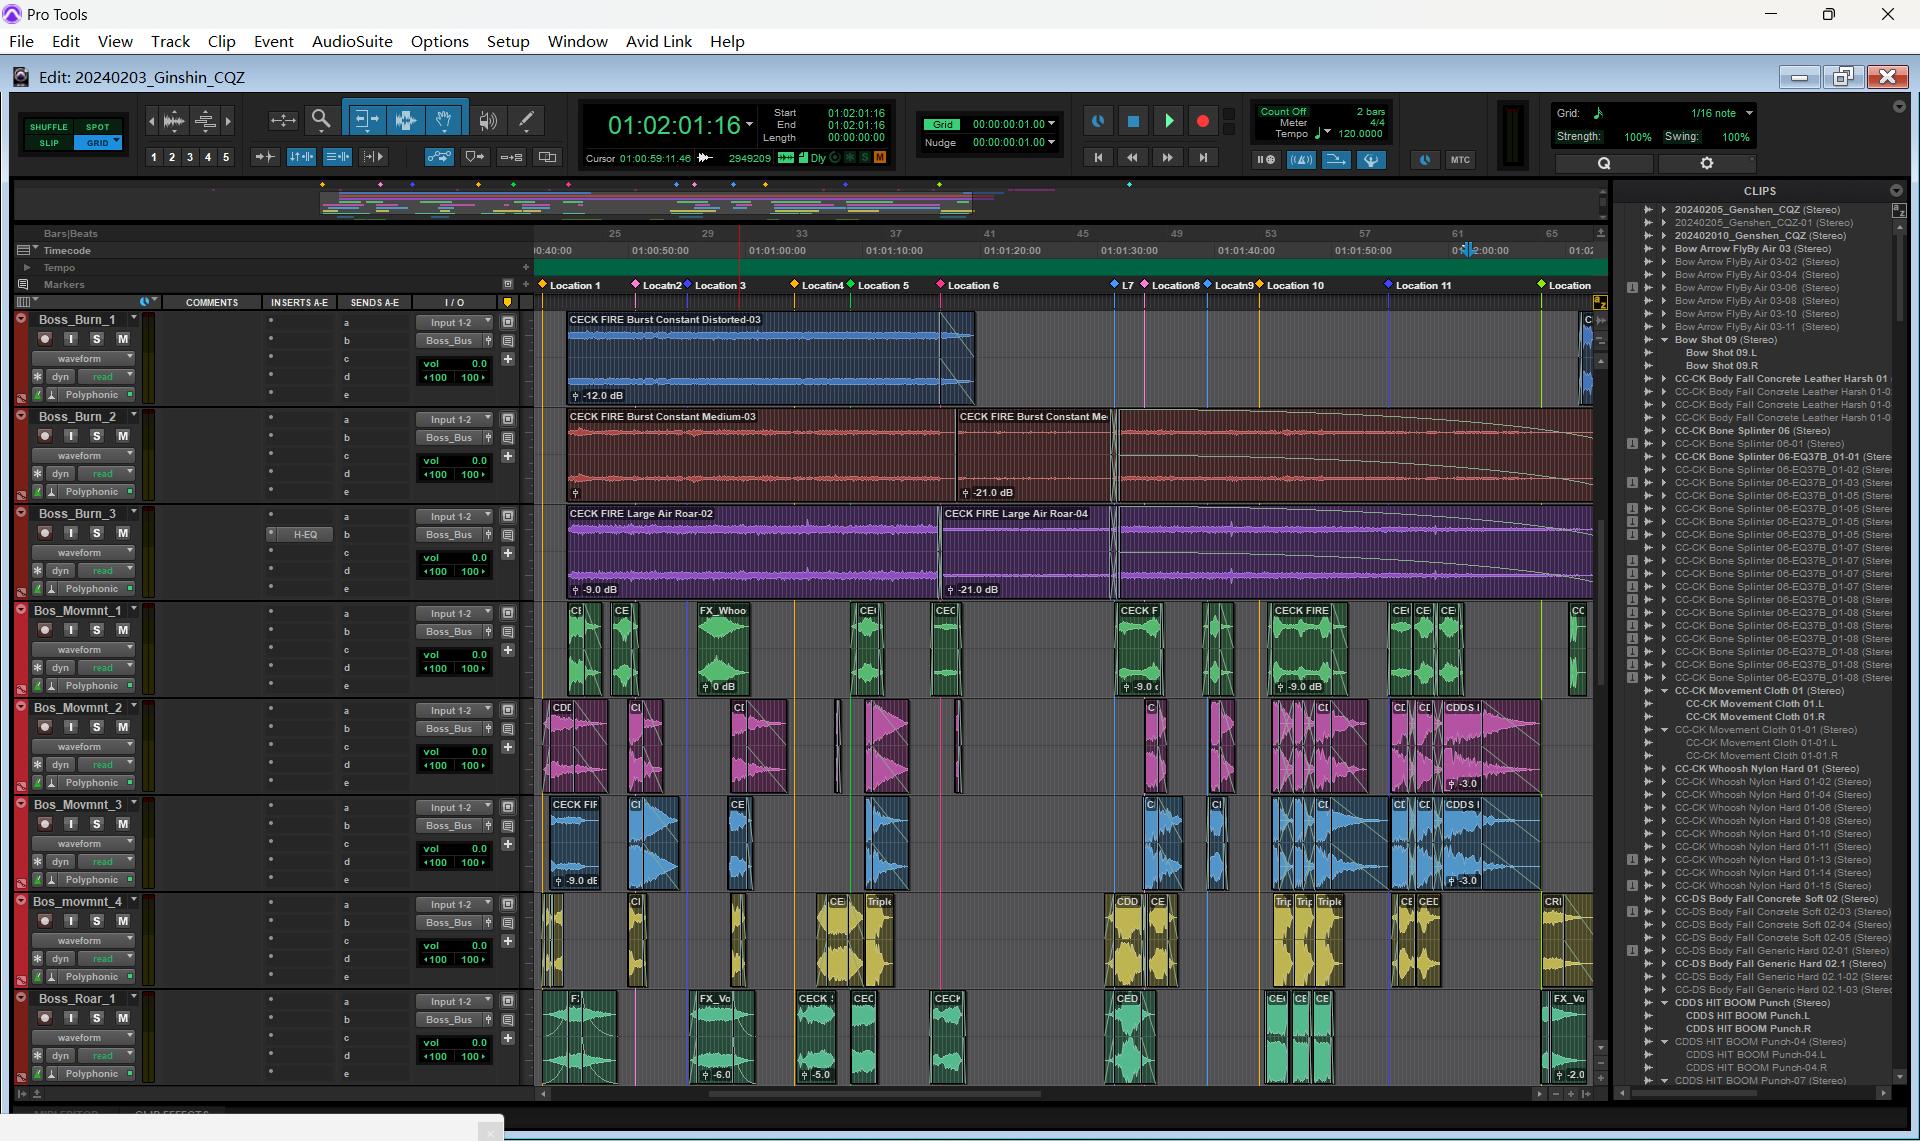 Pro Tools
File Edit View Track Clip Event AudioSuite Options Setup Window Avid Link Help
Edit: 20240203_Ginshin_CQZ
SHUFFLE SPOT
SLIP GRID
1 2 3 4 5
01:02:01:16
Start 01:02:01:16
End 01:02:01:16
Length 00:00:00:00
Cursor 01:00:59:11.46 2949209 Dly S M
Grid 00:00:00:01.00
Nudge 00:00:00:01.00
Count Off 2 bars
Meter 4/4
Tempo 120.0000
MTC
Grid: 1/16 note
Strength: 100% Swing: 100%
Q
CLIPS
Bars|Beats 25 29 33 37 41 45 49 53 57 61 65
Timecode 0:40:00 01:00:50:00 01:01:00:00 01:01:10:00 01:01:20:00 01:01:30:00 01:01:40:00 01:01:50:00 2:00:00 01:02
Tempo
Markers Location 1 Locatn2 Location 3 Locatn4 Location 5 Location 6 L7 Location8 Locatn9 Location 10 Location 11 Location
COMMENTS INSERTS A-E SENDS A-E I / O
Boss_Burn_1 a Input 1-2
I S M b Boss_Bus
waveform c vol 0.0
dyn read d 100 100
Polyphonic e
CECK FIRE Burst Constant Distorted-03
-12.0 dB
C
Boss_Burn_2 a Input 1-2
I S M b Boss_Bus
waveform c vol 0.0
dyn read d 100 100
Polyphonic e
CECK FIRE Burst Constant Medium-03 CECK FIRE Burst Constant Me
-21.0 dB
Boss_Burn_3 a Input 1-2
I S M H-EQ b Boss_Bus
waveform c vol 0.0
dyn read d 100 100
Polyphonic e
CECK FIRE Large Air Roar-02 CECK FIRE Large Air Roar-04
-9.0 dB -21.0 dB
Bos_Movmnt_1 a Input 1-2
I S M b Boss_Bus
waveform c vol 0.0
dyn read d 100 100
Polyphonic e
CE FX_Whoo CEC CECK F CECK FIRE CE CE CC
0 dB -9.0 -9.0 dB
Bos_Movmnt_2 a Input 1-2
I S M b Boss_Bus
waveform c vol 0.0
dyn read d 100 100
Polyphonic e
C CDDS
-3.0
Bos_Movmnt_3 a Input 1-2
I S M b Boss_Bus
waveform c vol 0.0
dyn read d 100 100
Polyphonic e
CECK FIR CE CDDS
-9.0 dB -3.0
Bos_movmnt_4 a Input 1-2
I S M b Boss_Bus
waveform c vol 0.0
dyn read d 100 100
Polyphonic e
CE Triple CDD CE Trip Trip Triple CE CED CRI
Boss_Roar_1 a Input 1-2
I S M b Boss_Bus
waveform c vol 0.0
dyn read d 100 100
Polyphonic e
FX_Vo CECK CEC CECK CED CE CE FX_Vo
-6.0 -5.0 -2.0
20240205_Genshen_CQZ (Stereo)
20240205_Genshen_CQZ-01 (Stereo)
202402010_Genshen_CQZ (Stereo)
Bow Arrow FlyBy Air 03 (Stereo)
Bow Arrow FlyBy Air 03-02 (Stereo)
Bow Arrow FlyBy Air 03-04 (Stereo)
Bow Arrow FlyBy Air 03-06 (Stereo)
Bow Arrow FlyBy Air 03-08 (Stereo)
Bow Arrow FlyBy Air 03-10 (Stereo)
Bow Arrow FlyBy Air 03-11 (Stereo)
Bow Shot 09 (Stereo)
Bow Shot 09.L
Bow Shot 09.R
CC-CK Body Fall Concrete Leather Harsh 01
CC-CK Body Fall Concrete Leather Harsh 01-0
CC-CK Body Fall Concrete Leather Harsh 01-0
CC-CK Body Fall Concrete Leather Harsh 01-0
CC-CK Bone Splinter 06 (Stereo)
CC-CK Bone Splinter 06-01 (Stereo)
CC-CK Bone Splinter 06-EQ37B_01-01 (Stere
CC-CK Bone Splinter 06-EQ37B_01-02 (Stere
CC-CK Bone Splinter 06-EQ37B_01-03 (Stere
CC-CK Bone Splinter 06-EQ37B_01-05 (Stere
CC-CK Bone Splinter 06-EQ37B_01-05 (Stere
CC-CK Bone Splinter 06-EQ37B_01-05 (Stere
CC-CK Bone Splinter 06-EQ37B_01-05 (Stere
CC-CK Bone Splinter 06-EQ37B_01-07 (Stere
CC-CK Bone Splinter 06-EQ37B_01-07 (Stere
CC-CK Bone Splinter 06-EQ37B_01-07 (Stere
CC-CK Bone Splinter 06-EQ37B_01-07 (Stere
CC-CK Bone Splinter 06-EQ37B_01-08 (Stere
CC-CK Bone Splinter 06-EQ37B_01-08 (Stere
CC-CK Bone Splinter 06-EQ37B_01-08 (Stere
CC-CK Bone Splinter 06-EQ37B_01-08 (Stere
CC-CK Bone Splinter 06-EQ37B_01-08 (Stere
CC-CK Bone Splinter 06-EQ37B_01-08 (Stere
CC-CK Bone Splinter 06-EQ37B_01-08 (Stere
CC-CK Movement Cloth 01 (Stereo)
CC-CK Movement Cloth 01.L
CC-CK Movement Cloth 01.R
CC-CK Movement Cloth 01-01 (Stereo)
CC-CK Movement Cloth 01-01.L
CC-CK Movement Cloth 01-01.R
CC-CK Whoosh Nylon Hard 01 (Stereo)
CC-CK Whoosh Nylon Hard 01-02 (Stereo)
CC-CK Whoosh Nylon Hard 01-04 (Stereo)
CC-CK Whoosh Nylon Hard 01-06 (Stereo)
CC-CK Whoosh Nylon Hard 01-08 (Stereo)
CC-CK Whoosh Nylon Hard 01-10 (Stereo)
CC-CK Whoosh Nylon Hard 01-11 (Stereo)
CC-CK Whoosh Nylon Hard 01-13 (Stereo)
CC-CK Whoosh Nylon Hard 01-14 (Stereo)
CC-CK Whoosh Nylon Hard 01-15 (Stereo)
CC-DS Body Fall Concrete Soft 02 (Stereo)
CC-DS Body Fall Concrete Soft 02-03 (Stereo)
CC-DS Body Fall Concrete Soft 02-04 (Stereo)
CC-DS Body Fall Concrete Soft 02-05 (Stereo)
CC-DS Body Fall Generic Hard 02-01 (Stereo)
CC-DS Body Fall Generic Hard 02.1 (Stereo)
CC-DS Body Fall Generic Hard 02.1-02 (Stereo
CC-DS Body Fall Generic Hard 02.1-03 (Stereo
CDDS HIT BOOM Punch (Stereo)
CDDS HIT BOOM Punch.L
CDDS HIT BOOM Punch.R
CDDS HIT BOOM Punch-04 (Stereo)
CDDS HIT BOOM Punch-04.L
CDDS HIT BOOM Punch-04.R
CDDS HIT BOOM Punch-07 (Stereo)